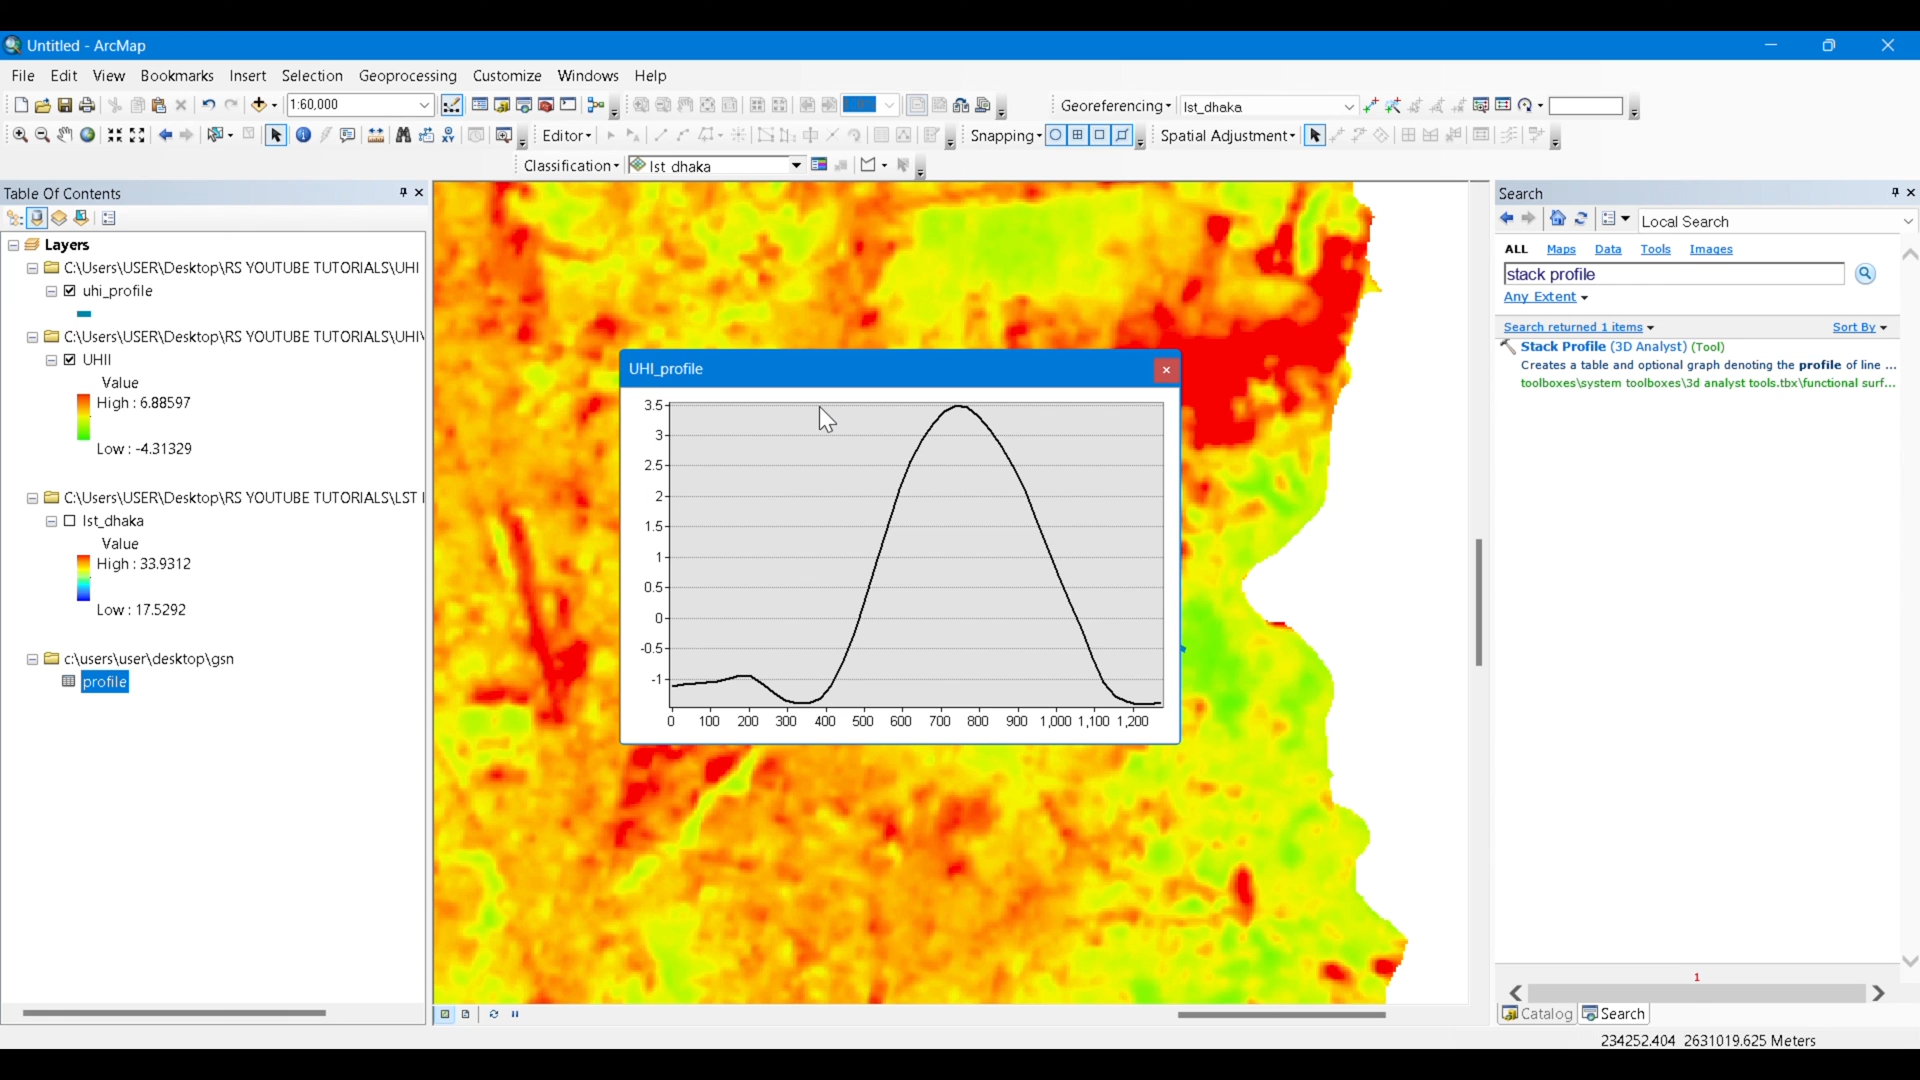 Untitled - ArcMap
File Edit View Bookmarks Insert Selection Geoprocessing Customize Windows Help
1:60,000
Georeferencing lst_dhaka
Editor Snapping Spatial Adjustment
Classification lst dhaka
Table Of Contents
Layers
C:\Users\USER\Desktop\RS YOUTUBE TUTORIALS\UHI
uhi_profile
C:\Users\USER\Desktop\RS YOUTUBE TUTORIALS\UHI\
UHII
Value
High : 6.88597
Low : -4.31329
C:\Users\USER\Desktop\RS YOUTUBE TUTORIALS\LST I
lst_dhaka
Value
High : 33.9312
Low : 17.5292
c:\users\user\desktop\gsn
profile
UHI_profile
3.5
3
2.5
2
1.5
1
0.5
0
-0.5
-1
0 100 200 300 400 500 600 700 800 900 1,000 1,100 1,200
Search
Local Search
ALL Maps Data Tools Images
stack profile
Any Extent
Search returned 1 items Sort By
Stack Profile (3D Analyst) (Tool)
Creates a table and optional graph denoting the profile of line ...
toolboxes\system toolboxes\3d analyst tools.tbx\functional surf...
1
Catalog Search
234252.404 2631019.625 Meters